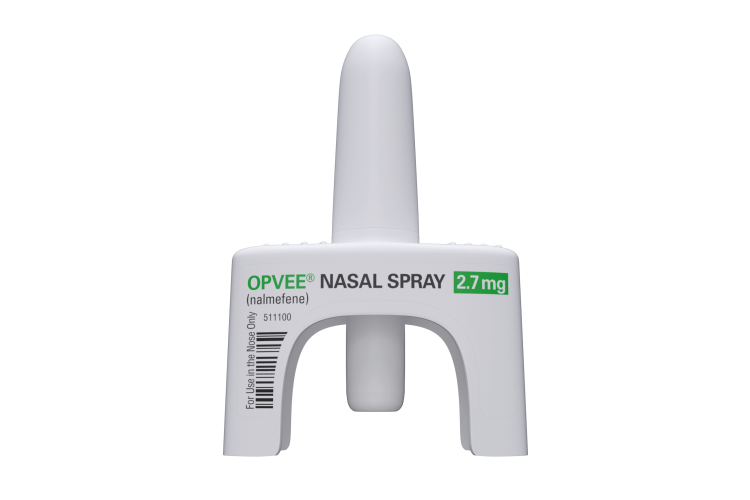 OPVEE® NASAL SPRAY 2.7 mg
(nalmefene)
511100
For Use in the Nose Only